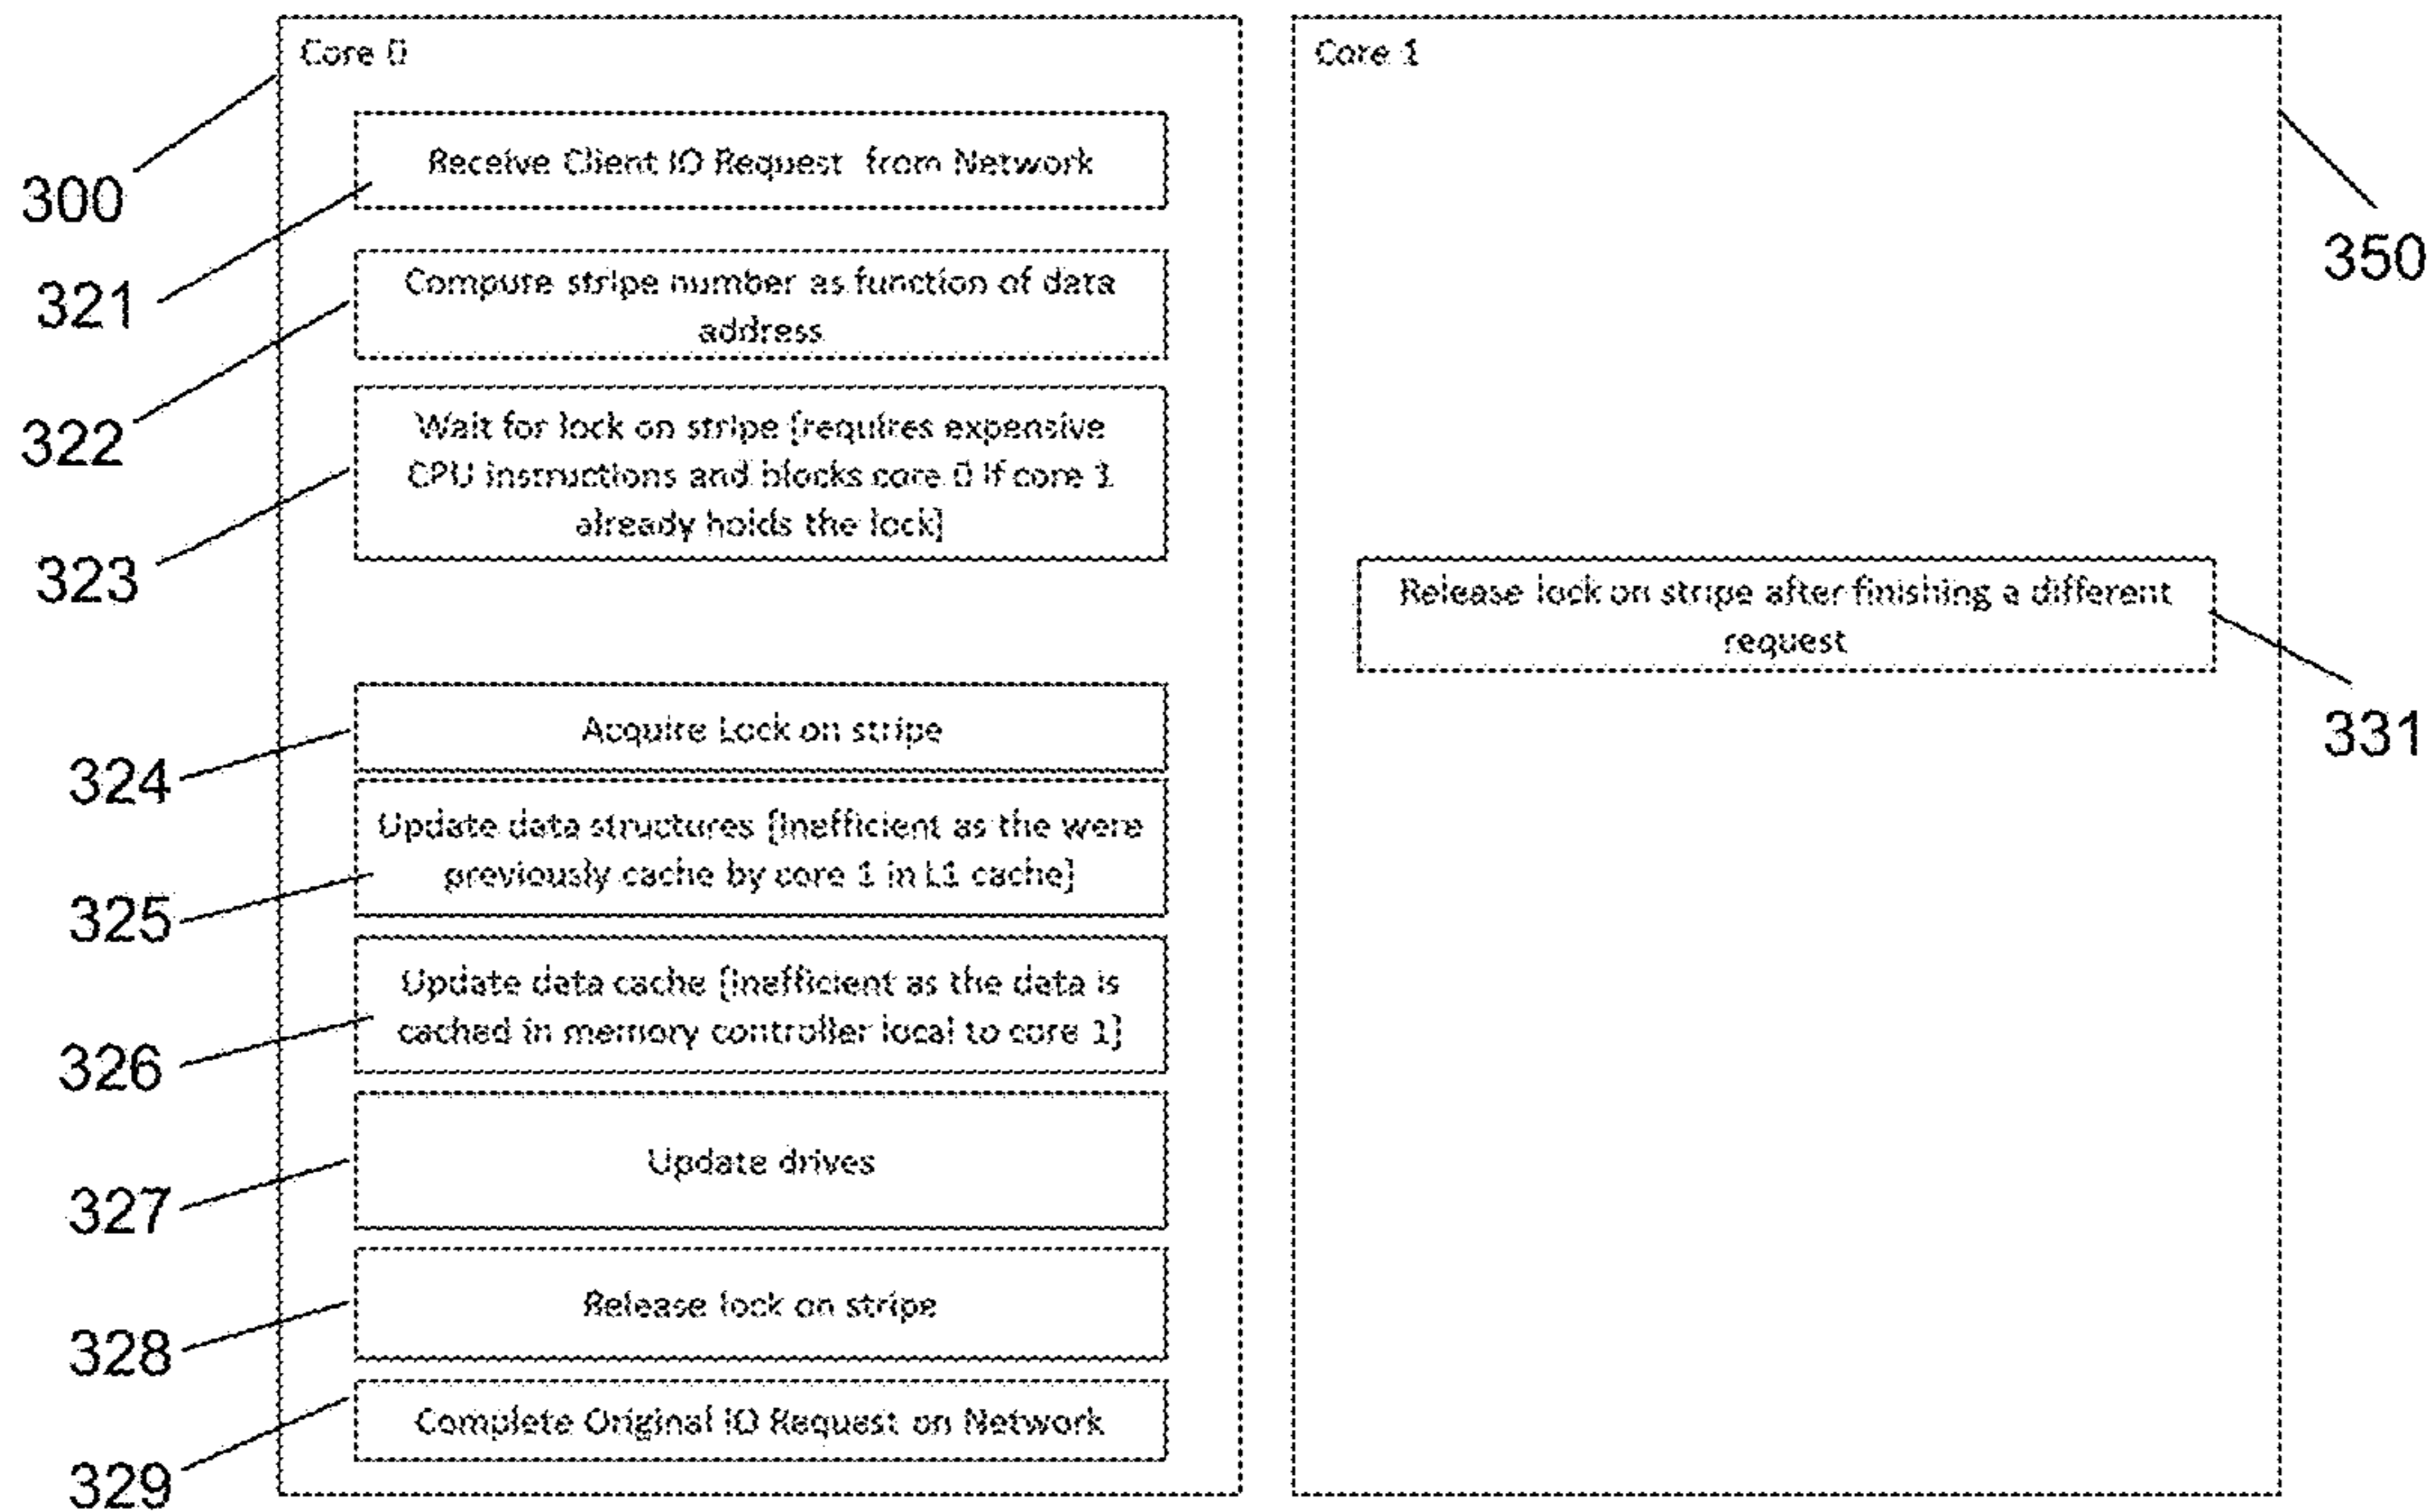 Core 0
300
Receive Client IO Request from Network
321
Compute stripe number as function of data
address
322
Wait for lock on stripe [requires expensive
CPU instructions and blocks core 0 if core 1
already holds the lock]
323
Acquire Lock on stripe
324
Update data structures [inefficient as the were
previously cache by core 1 in L1 cache]
325
Update data cache [inefficient as the data is
cached in memory controller local to core 1]
326
Update drives
327
Release lock on stripe
328
Complete Original IO Request on Network
329
Core 1
350
Release lock on stripe after finishing a different
request
331